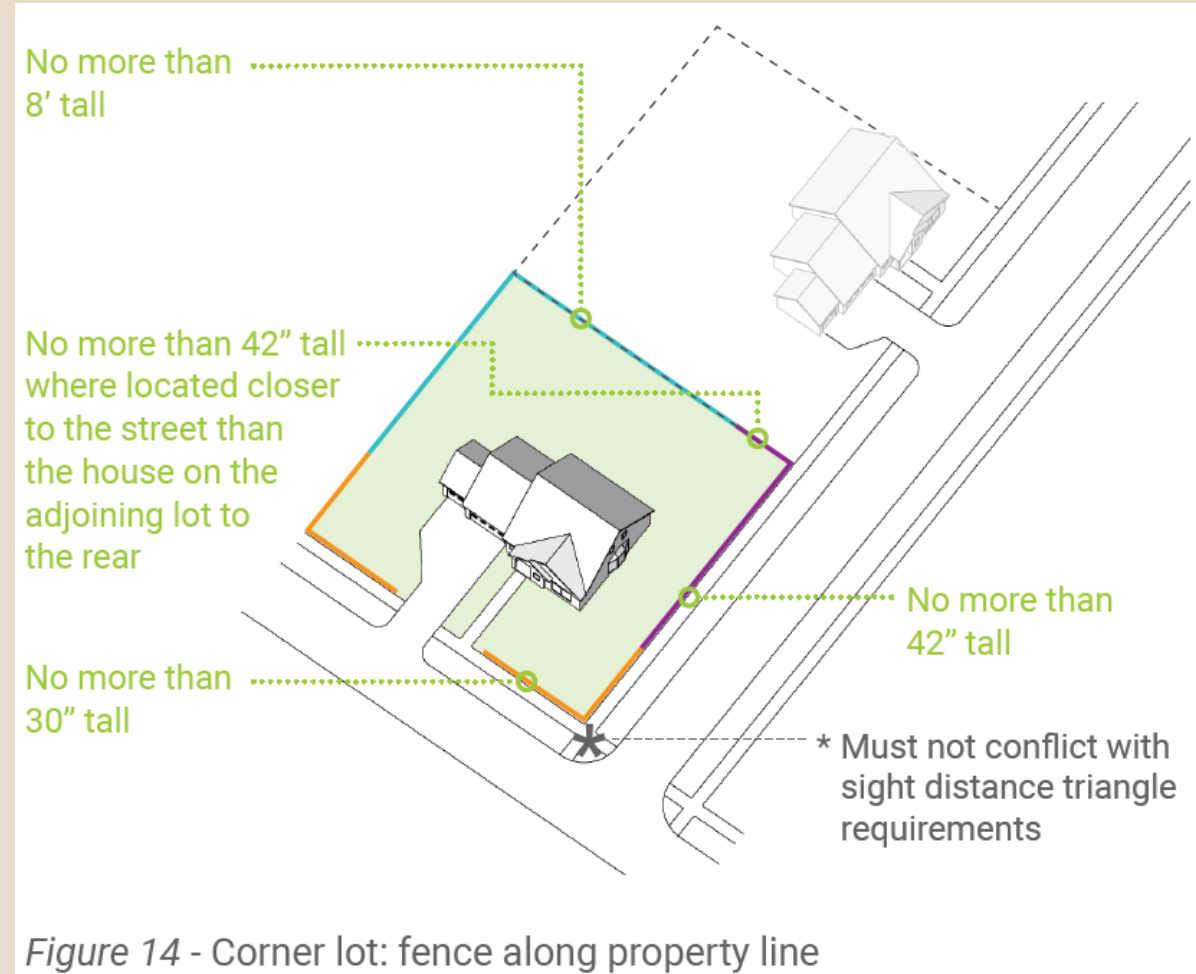 No more than
8’ tall
No more than 42” tall
where located closer
to the street than
the house on the
adjoining lot to
the rear
No more than
42” tall
No more than
30” tall
* Must not conflict with
sight distance triangle
requirements
*
Figure 14 - Corner lot: fence along property line